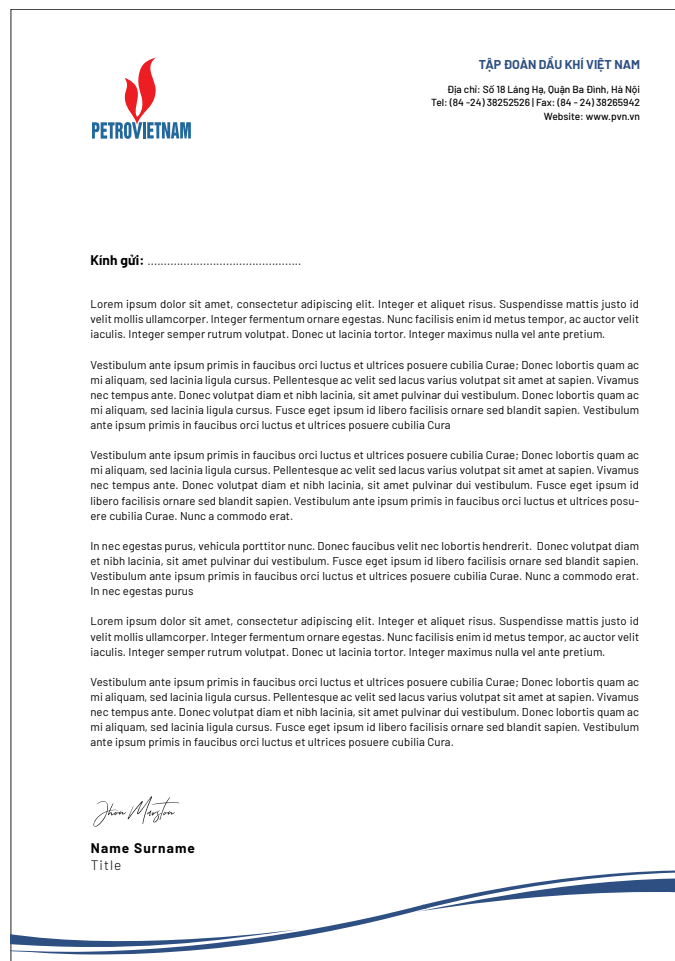 PETROVIETNAM
TẬP ĐOÀN DẦU KHÍ VIỆT NAM
Địa chỉ: Số 18 Láng Hạ, Quận Ba Đình, Hà Nội
Tel: (84 -24) 38252526 | Fax: (84 - 24) 38265942
Website: www.pvn.vn
Kính gửi: ...............................................
Lorem ipsum dolor sit amet, consectetur adipiscing elit. Integer et aliquet risus. Suspendisse mattis justo id
velit mollis ullamcorper. Integer fermentum ornare egestas. Nunc facilisis enim id metus tempor, ac auctor velit
iaculis. Integer semper rutrum volutpat. Donec ut lacinia tortor. Integer maximus nulla vel ante pretium.
Vestibulum ante ipsum primis in faucibus orci luctus et ultrices posuere cubilia Curae; Donec lobortis quam ac
mi aliquam, sed lacinia ligula cursus. Pellentesque ac velit sed lacus varius volutpat sit amet at sapien. Vivamus
nec tempus ante. Donec volutpat diam et nibh lacinia, sit amet pulvinar dui vestibulum. Donec lobortis quam ac
mi aliquam, sed lacinia ligula cursus. Fusce eget ipsum id libero facilisis ornare sed blandit sapien. Vestibulum
ante ipsum primis in faucibus orci luctus et ultrices posuere cubilia Cura
Vestibulum ante ipsum primis in faucibus orci luctus et ultrices posuere cubilia Curae; Donec lobortis quam ac
mi aliquam, sed lacinia ligula cursus. Pellentesque ac velit sed lacus varius volutpat sit amet at sapien. Vivamus
nec tempus ante. Donec volutpat diam et nibh lacinia, sit amet pulvinar dui vestibulum. Fusce eget ipsum id
libero facilisis ornare sed blandit sapien. Vestibulum ante ipsum primis in faucibus orci luctus et ultrices posu-
ere cubilia Curae. Nunc a commodo erat.
In nec egestas purus, vehicula porttitor nunc. Donec faucibus velit nec lobortis hendrerit.  Donec volutpat diam
et nibh lacinia, sit amet pulvinar dui vestibulum. Fusce eget ipsum id libero facilisis ornare sed blandit sapien.
Vestibulum ante ipsum primis in faucibus orci luctus et ultrices posuere cubilia Curae. Nunc a commodo erat.
In nec egestas purus
Lorem ipsum dolor sit amet, consectetur adipiscing elit. Integer et aliquet risus. Suspendisse mattis justo id
velit mollis ullamcorper. Integer fermentum ornare egestas. Nunc facilisis enim id metus tempor, ac auctor velit
iaculis. Integer semper rutrum volutpat. Donec ut lacinia tortor. Integer maximus nulla vel ante pretium.
Vestibulum ante ipsum primis in faucibus orci luctus et ultrices posuere cubilia Curae; Donec lobortis quam ac
mi aliquam, sed lacinia ligula cursus. Pellentesque ac velit sed lacus varius volutpat sit amet at sapien. Vivamus
nec tempus ante. Donec volutpat diam et nibh lacinia, sit amet pulvinar dui vestibulum. Donec lobortis quam ac
mi aliquam, sed lacinia ligula cursus. Fusce eget ipsum id libero facilisis ornare sed blandit sapien. Vestibulum
ante ipsum primis in faucibus orci luctus et ultrices posuere cubilia Cura.
Jhon Marston
Name Surname
Title